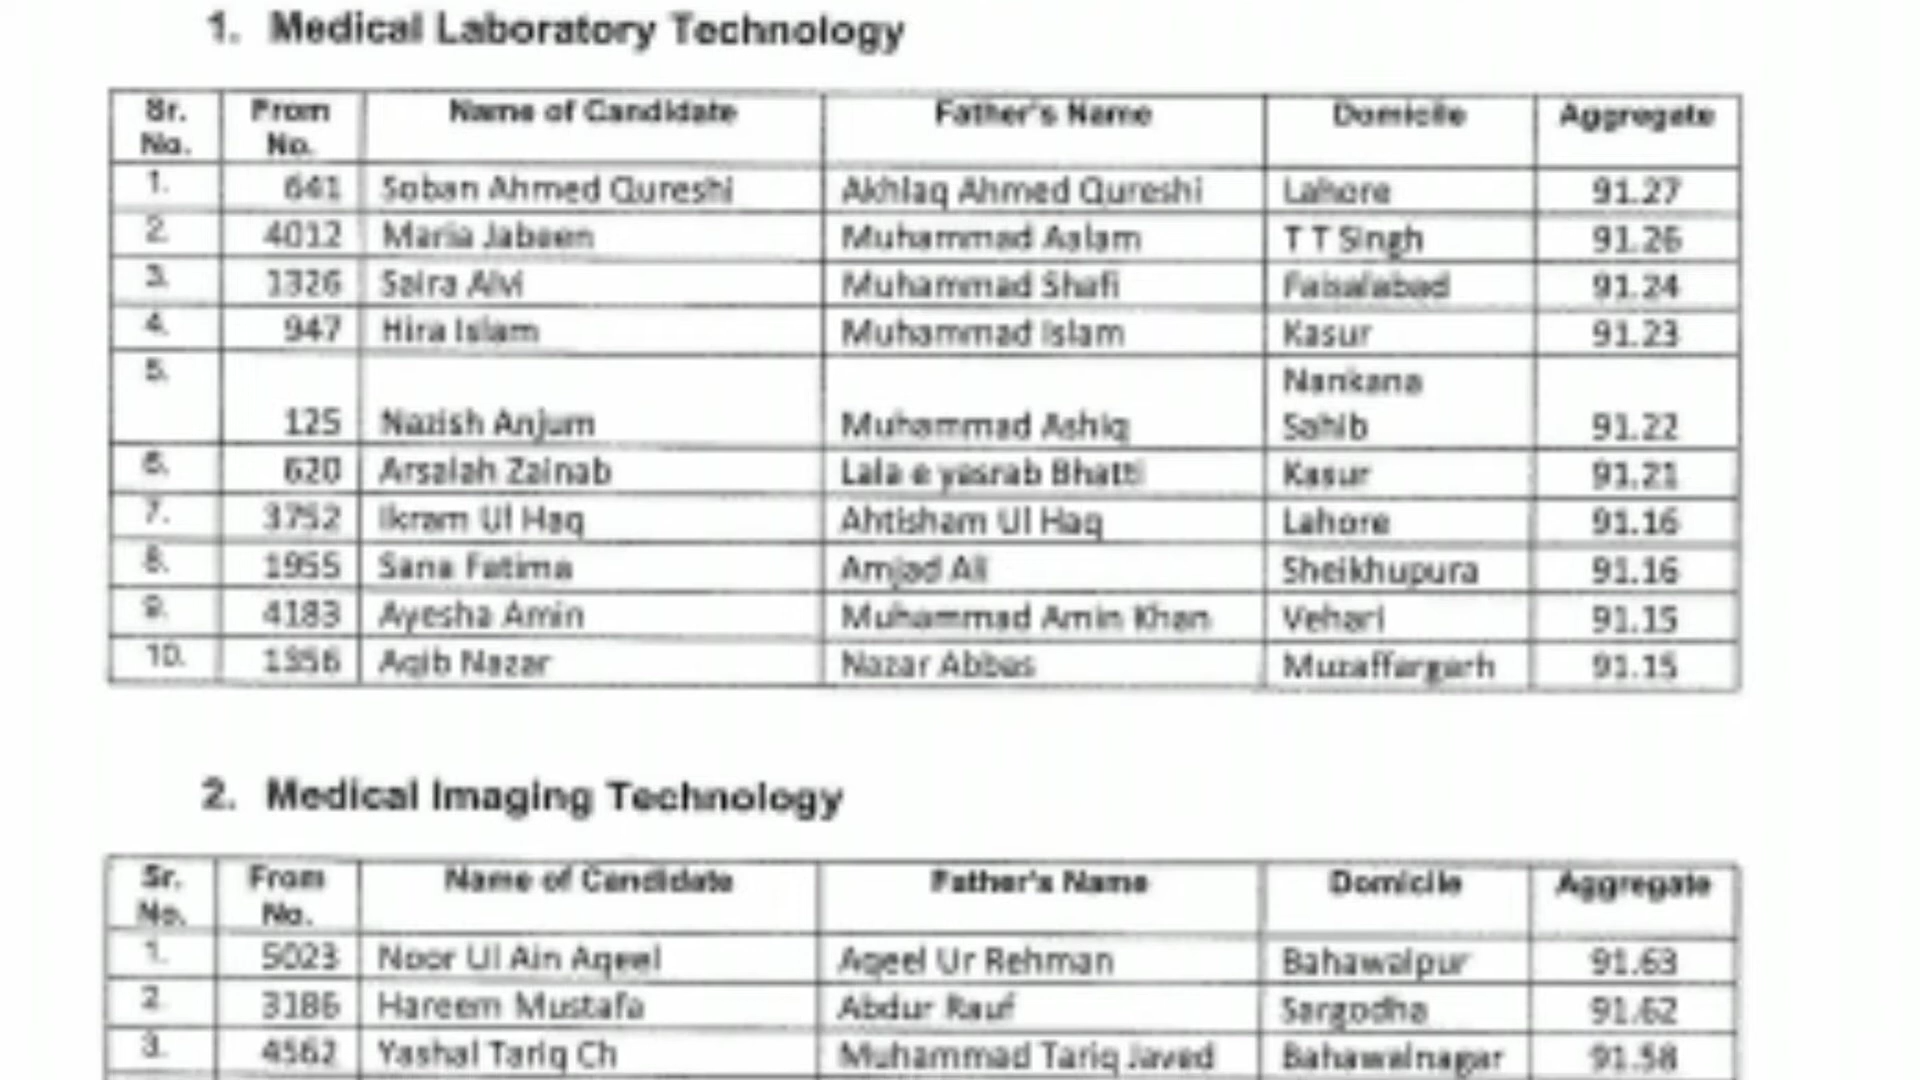 1. Medical Laboratory Technology
Sr. No. From No. Name of Candidate Father's Name Domicile Aggregate
1. 641 Soban Ahmed Qureshi Akhlaq Ahmed Qureshi Lahore 91.27
2. 4012 Maria Jabeen Muhammad Aslam T T Singh 91.26
3. 1326 Saira Alvi Muhammad Shafi Faisalabad 91.24
4. 947 Hira Islam Muhammad Islam Kasur 91.23
5. 125 Nazish Anjum Muhammad Ashiq Nankana Sahib 91.22
6. 620 Arsalah Zainab Lala e yasrab Bhatti Kasur 91.21
7. 3752 Ikram Ul Haq Ahtisham Ul Haq Lahore 91.16
8. 1955 Sana Fatima Amjad Ali Sheikhupura 91.16
9. 4183 Ayesha Amin Muhammad Amin Khan Vehari 91.15
10. 1356 Aqib Nazar Nazar Abbas Muzaffargarh 91.15
2. Medical Imaging Technology
Sr. No. From No. Name of Candidate Father's Name Domicile Aggregate
1. 5023 Noor Ul Ain Aqeel Aqeel Ur Rehman Bahawalpur 91.63
2. 3186 Hareem Mustafa Abdur Rauf Sargodha 91.62
3. 4562 Yashal Tariq Ch Muhammad Tariq Javed Bahawalnagar 91.58